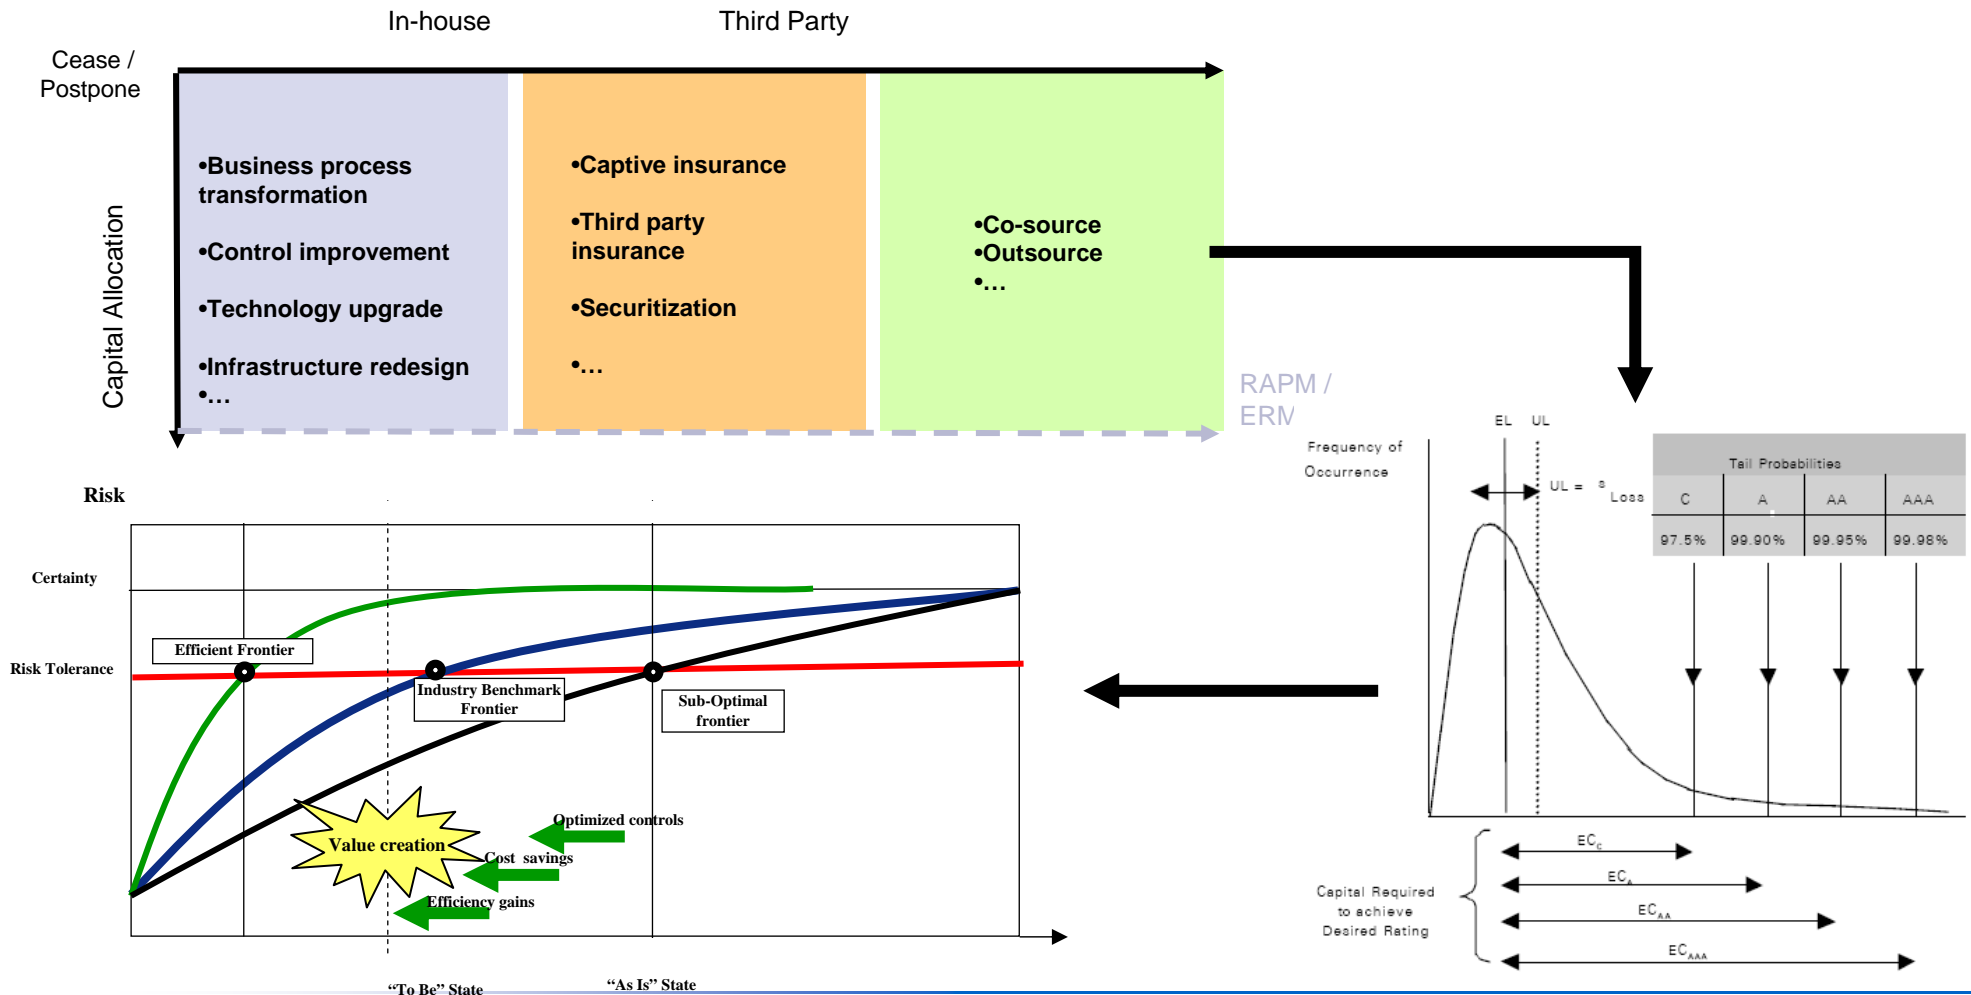 In-house
Third Party
Cease /
Postpone
Capital Allocation
•Business process
transformation
•Control improvement
•Technology upgrade
•Infrastructure redesign
•…
•Captive insurance
•Third party
insurance
•Securitization
•…
•Co-source
•Outsource
•…
RAPM /
ERM
EL
UL
Frequency of
Occurrence
UL = s Loss
Tail Probabilities
C
A
AA
AAA
97.5%
99.90%
99.95%
99.98%
Capital Required
to achieve
Desired Rating
ECC
ECA
ECAA
ECAAA
Risk
Certainty
Risk Tolerance
Efficient Frontier
Industry Benchmark
Frontier
Sub-Optimal
frontier
Value creation
Optimized controls
Cost savings
Efficiency gains
“To Be” State
“As Is” State